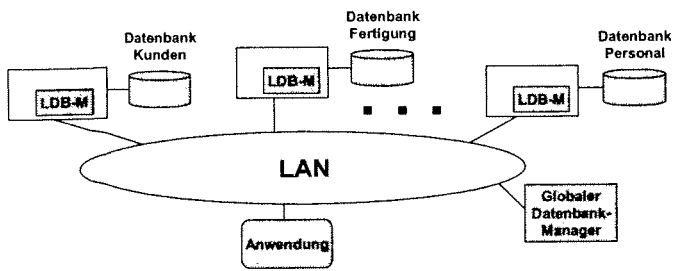 Datenbank
Kunden
LDB-M
Datenbank
Fertigung
LDB-M
Datenbank
Personal
LDB-M
LAN
Globaler
Datenbank-
Manager
Anwendung